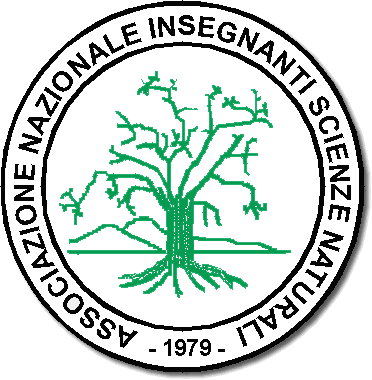 ASSOCIAZIONE NAZIONALE INSEGNANTI SCIENZE NATURALI
- 1979 -